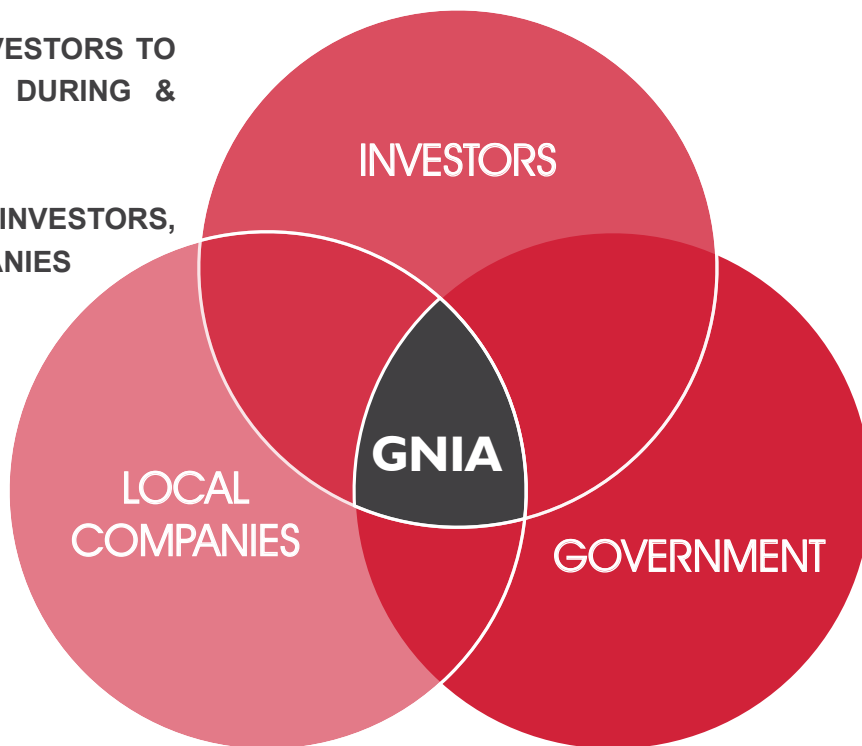 VESTORS TO
DURING &
INVESTORS,
ANIES
INVESTORS
GNIA
LOCAL
COMPANIES
GOVERNMENT